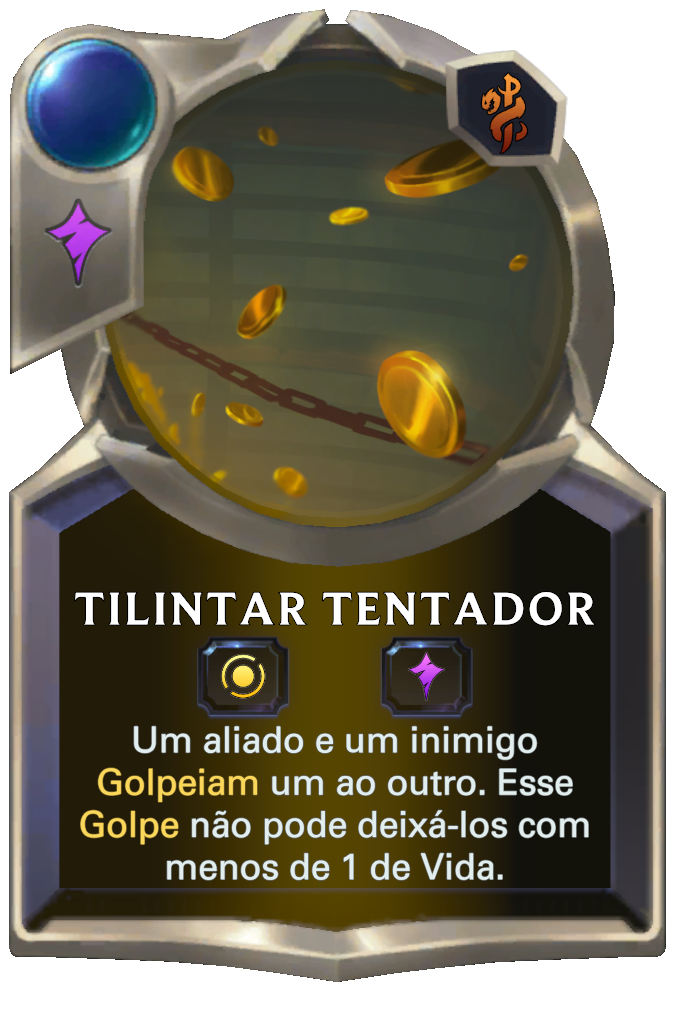 TILINTAR TENTADOR
Um aliado e um inimigo
Golpeiam um ao outro. Esse
Golpe não pode deixá-los com
menos de 1 de Vida.